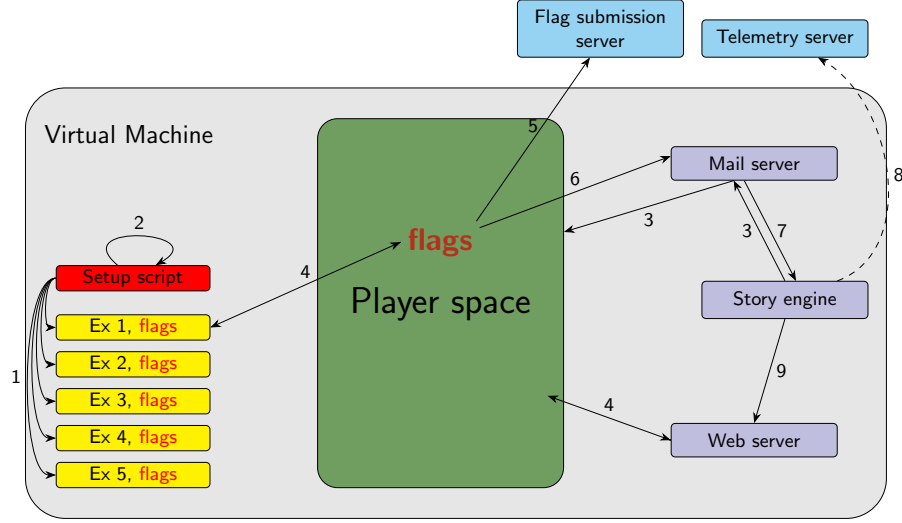 Flag submission
server
Telemetry server
Virtual Machine
5
Mail server
6
8
3
2
flags
3
7
Setup script
4
Player space
Story engine
Ex 1, flags
Ex 2, flags
1
9
Ex 3, flags
4
Ex 4, flags
Web server
Ex 5, flags